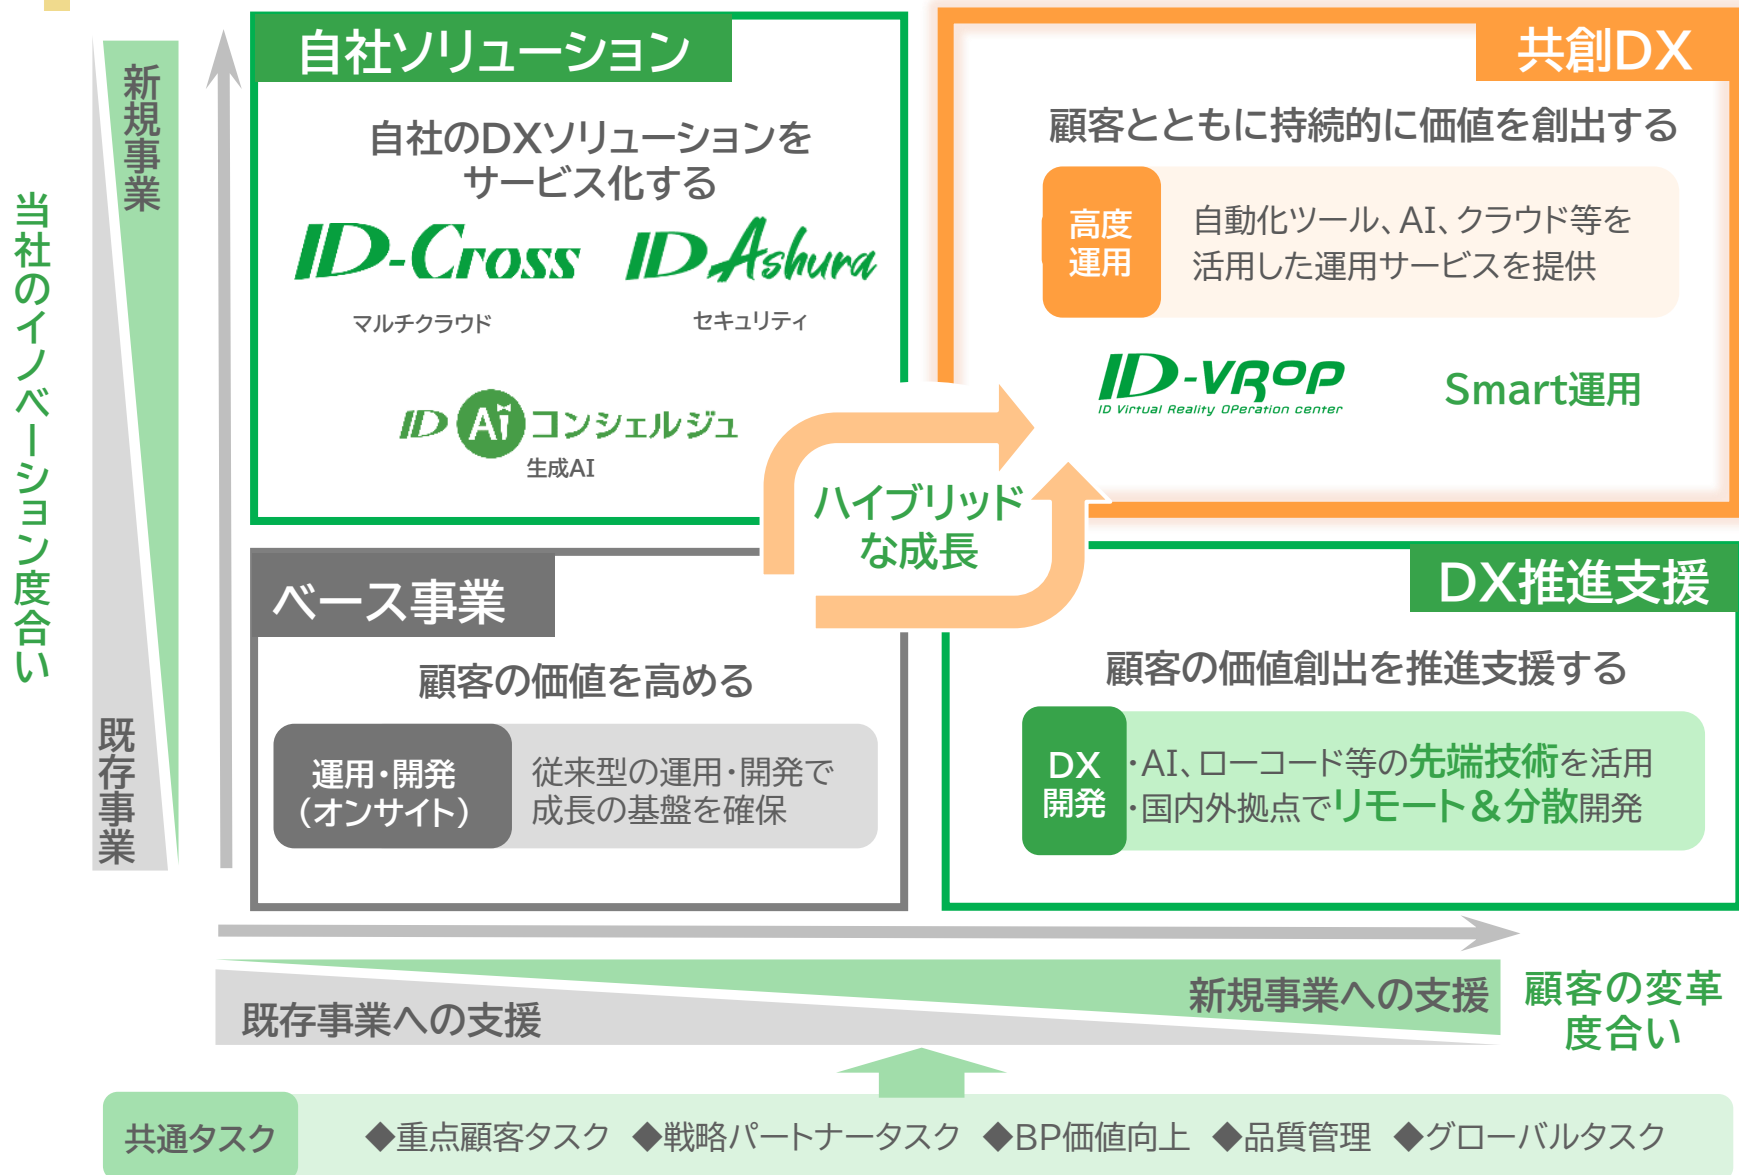 当社のイノベーション度合い
新規事業
既存事業
自社ソリューション
自社のDXソリューションを
サービス化する
ID-Cross
マルチクラウド
ID Ashura
セキュリティ
ID Ai コンシェルジュ
生成AI
共創DX
顧客とともに持続的に価値を創出する
高度
運用
自動化ツール、AI、クラウド等を
活用した運用サービスを提供
ID-VROP
ID Virtual Reality OPeration center
Smart運用
ハイブリッド
な成長
ベース事業
顧客の価値を高める
運用・開発
(オンサイト)
従来型の運用・開発で
成長の基盤を確保
DX推進支援
顧客の価値創出を推進支援する
DX
開発
・AI、ローコード等の先端技術を活用
・国内外拠点でリモート&分散開発
既存事業への支援
新規事業への支援
顧客の変革
度合い
共通タスク
◆重点顧客タスク ◆戦略パートナータスク ◆BP価値向上 ◆品質管理 ◆グローバルタスク